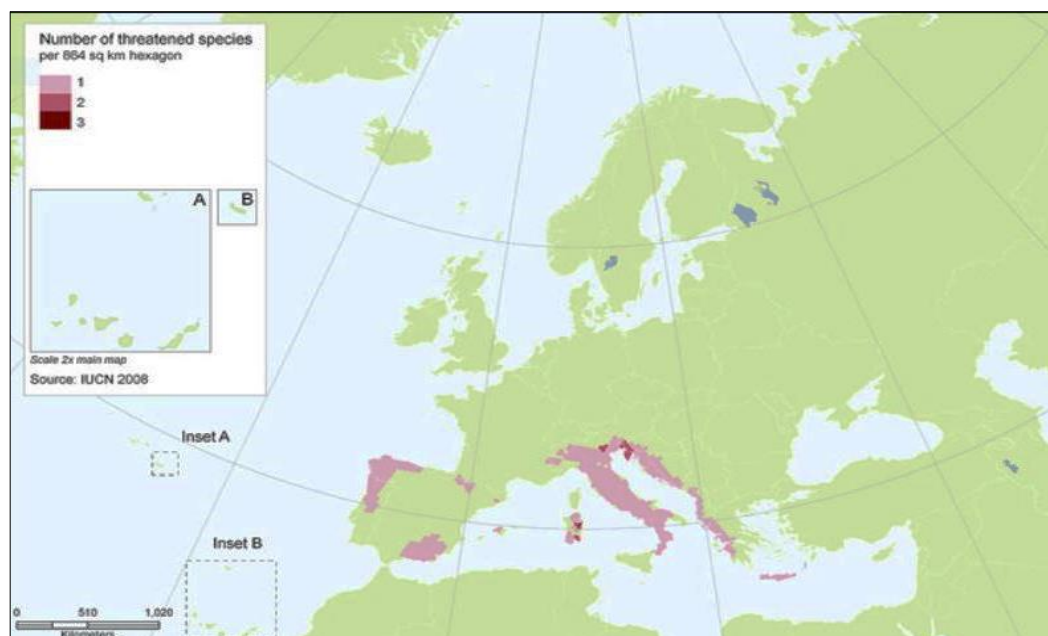 Number of threatened species
per 864 sq km hexagon
1
2
3
A
B
Scale 2x main map
Source: IUCN 2008
Inset A
Inset B
0 510 1,020
Kilometers